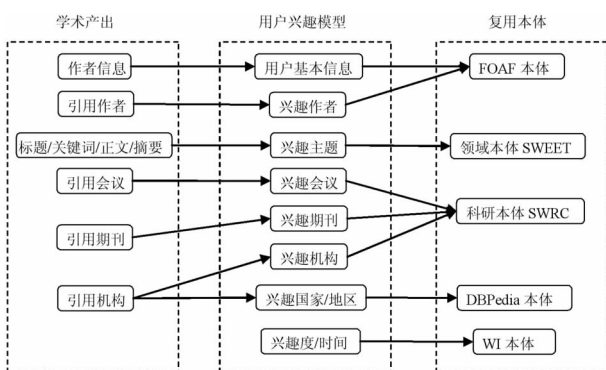 学术产出 用户兴趣模型 复用本体
作者信息 用户基本信息 FOAF 本体
引用作者 兴趣作者
标题/关键词/正文/摘要 兴趣主题 领域本体 SWEET
引用会议 兴趣会议
科研本体 SWRC
兴趣期刊
引用期刊
兴趣机构
引用机构 兴趣国家/地区 DBPedia 本体
兴趣度/时间 WI 本体